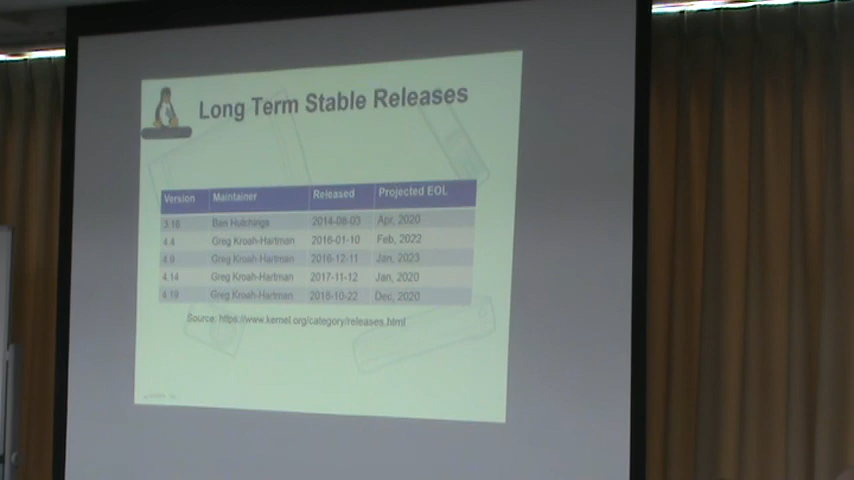 Long Term Stable Releases
Version Maintainer Released Projected EOL
3.16 Ben Hutchings 2014-08-03 Apr, 2020
4.4 Greg Kroah-Hartman 2016-01-10 Feb, 2022
4.9 Greg Kroah-Hartman 2016-12-11 Jan, 2023
4.14 Greg Kroah-Hartman 2017-11-12 Jan, 2020
4.19 Greg Kroah-Hartman 2018-10-22 Dec, 2020
Source: https://www.kernel.org/category/releases.html